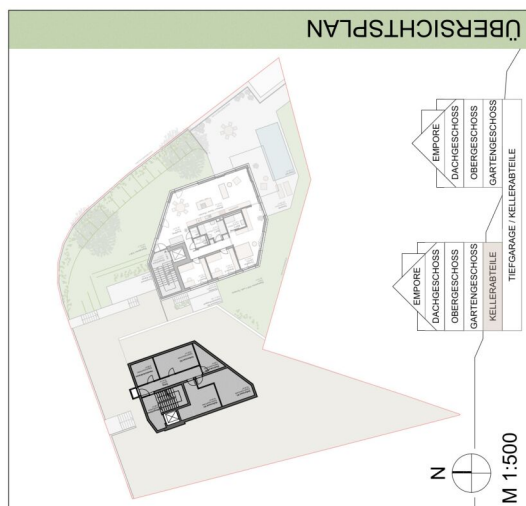 ÜBERSICHTSPLAN
EMPORE
DACHGESCHOSS
OBERGESCHOSS
GARTENGESCHOSS
TIEFGARAGE / KELLERABTEILE
EMPORE
DACHGESCHOSS
OBERGESCHOSS
GARTENGESCHOSS
KELLERABTEILE
N
M 1:500